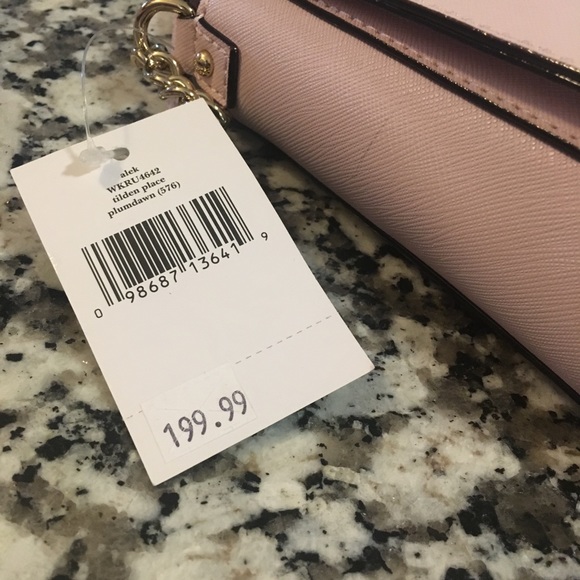 alek
WKRU4642
tilden place
plumdawn (576)
0 98687 13641 9
199.99